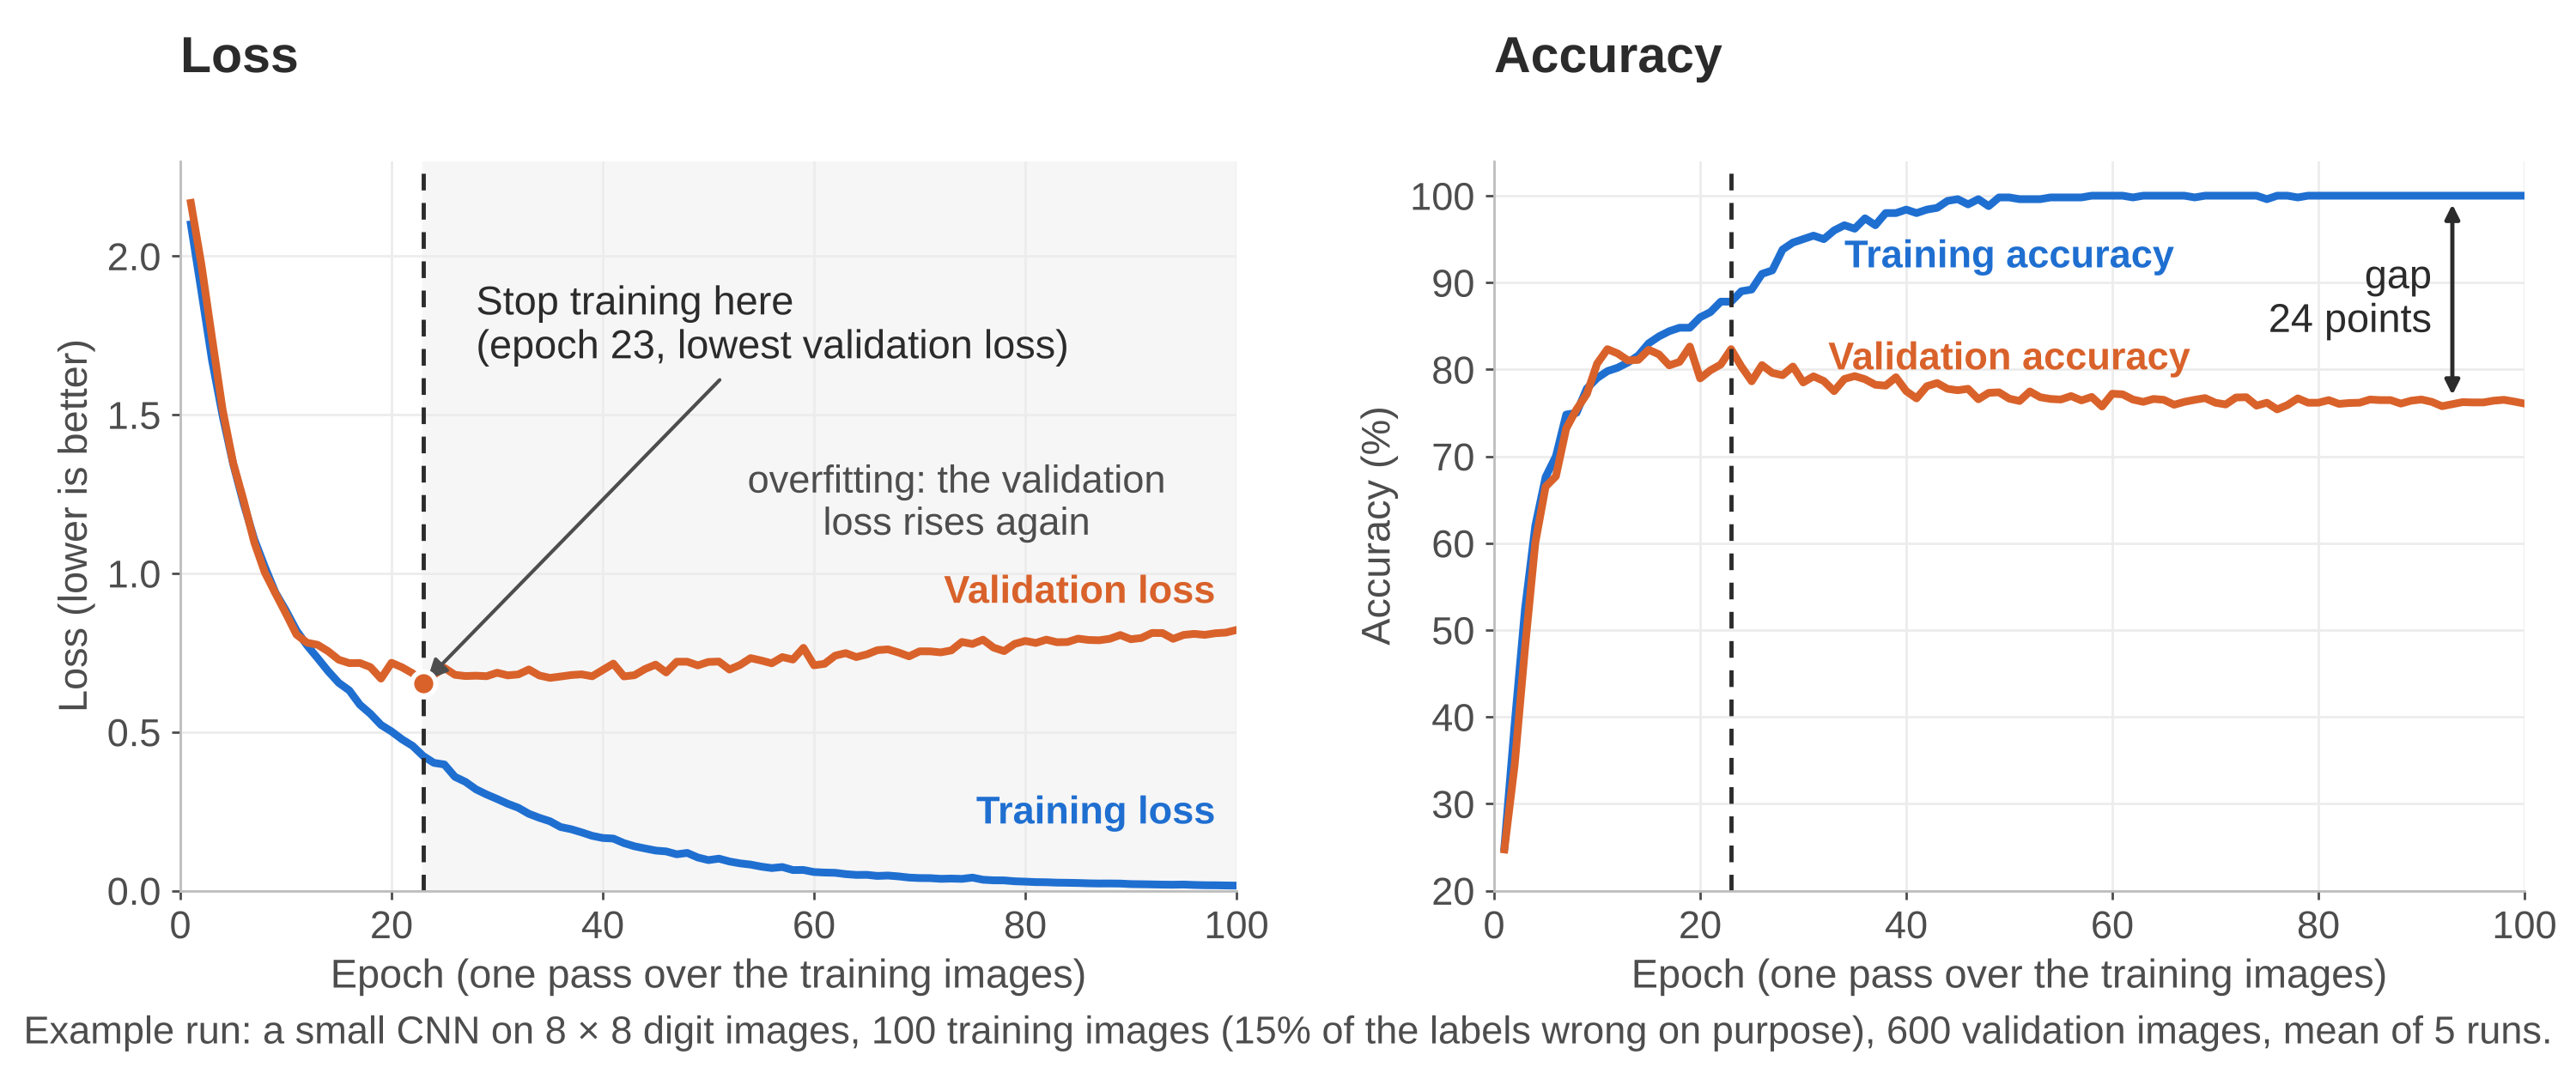 Loss
2.0
1.5
1.0
0.5
0.0
Loss (lower is better)
Stop training here
(epoch 23, lowest validation loss)
overfitting: the validation
loss rises again
Validation loss
Training loss
0 20 40 60 80 100
Epoch (one pass over the training images)
Accuracy
100
90
80
70
60
50
40
30
20
Accuracy (%)
Training accuracy
gap
24 points
Validation accuracy
0 20 40 60 80 100
Epoch (one pass over the training images)
Example run: a small CNN on 8 × 8 digit images, 100 training images (15% of the labels wrong on purpose), 600 validation images, mean of 5 runs.